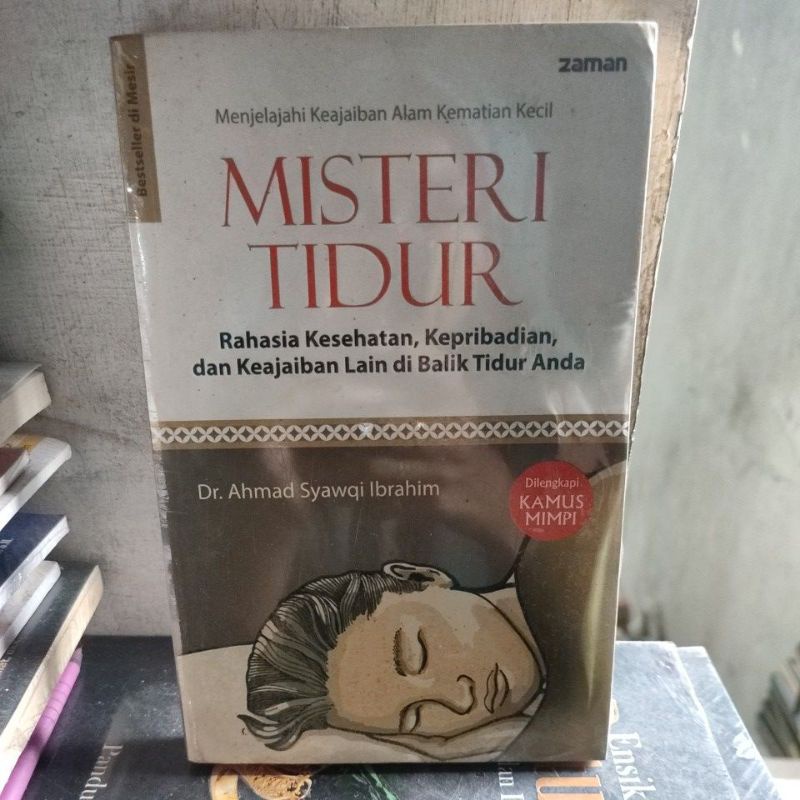 zaman
Bestseller di Mesir
Menjelajahi Keajaiban Alam Kematian Kecil
MISTERI
TIDUR
Rahasia Kesehatan, Kepribadian,
dan Keajaiban Lain di Balik Tidur Anda
Dr. Ahmad Syawqi Ibrahim
Dilengkapi
KAMUS
MIMPI
Ensik